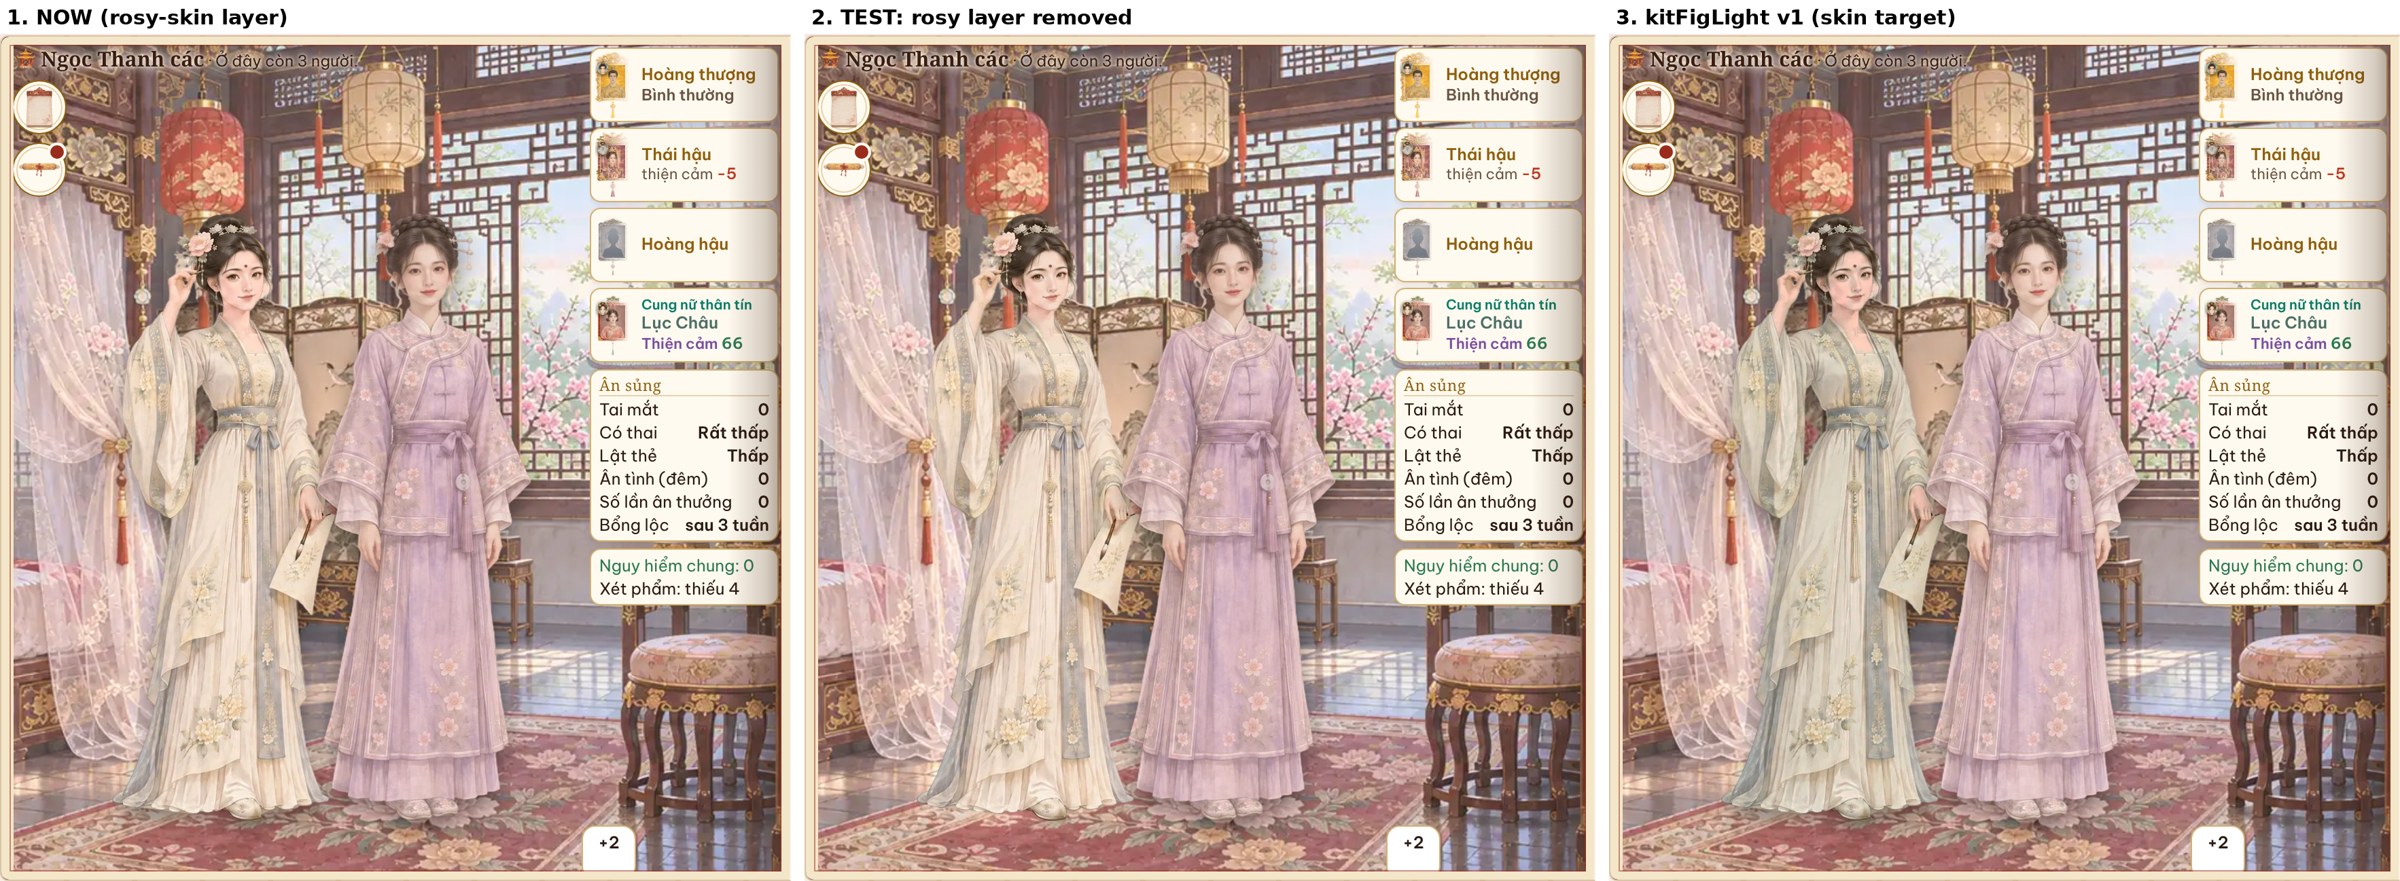 1. NOW (rosy-skin layer)
Ngọc Thanh các · Ở đây còn 3 người.
Hoàng thượng
Bình thường
Thái hậu
thiện cảm -5
Hoàng hậu
Cung nữ thân tín
Lục Châu
Thiện cảm 66
Ân sủng
Tai mắt 0
Có thai Rất thấp
Lật thẻ Thấp
Ân tình (đêm) 0
Số lần ân thưởng 0
Bổng lộc sau 3 tuần
Nguy hiểm chung: 0
Xét phẩm: thiếu 4
+2
2. TEST: rosy layer removed
Ngọc Thanh các · Ở đây còn 3 người.
Hoàng thượng
Bình thường
Thái hậu
thiện cảm -5
Hoàng hậu
Cung nữ thân tín
Lục Châu
Thiện cảm 66
Ân sủng
Tai mắt 0
Có thai Rất thấp
Lật thẻ Thấp
Ân tình (đêm) 0
Số lần ân thưởng 0
Bổng lộc sau 3 tuần
Nguy hiểm chung: 0
Xét phẩm: thiếu 4
+2
3. kitFigLight v1 (skin target)
Ngọc Thanh các · Ở đây còn 3 người.
Hoàng thượng
Bình thường
Thái hậu
thiện cảm -5
Hoàng hậu
Cung nữ thân tín
Lục Châu
Thiện cảm 66
Ân sủng
Tai mắt 0
Có thai Rất thấp
Lật thẻ Thấp
Ân tình (đêm) 0
Số lần ân thưởng 0
Bổng lộc sau 3 tuần
Nguy hiểm chung: 0
Xét phẩm: thiếu 4
+2